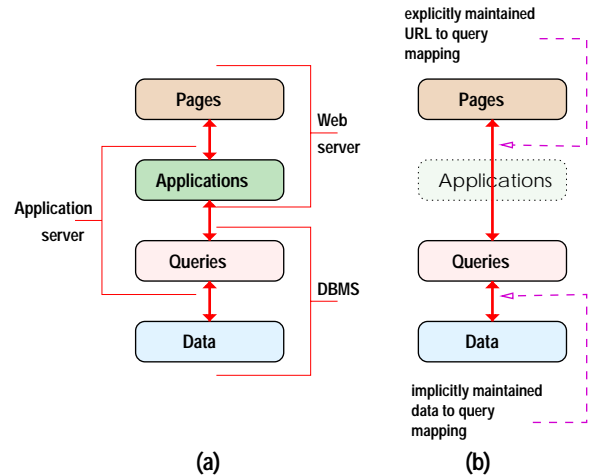 Pages
Web
server
Applications
Application
server
Queries
DBMS
Data
(a)
explicitly maintained
URL to query
mapping
Pages
Applications
Queries
Data
implicitly maintained
data to query
mapping
(b)